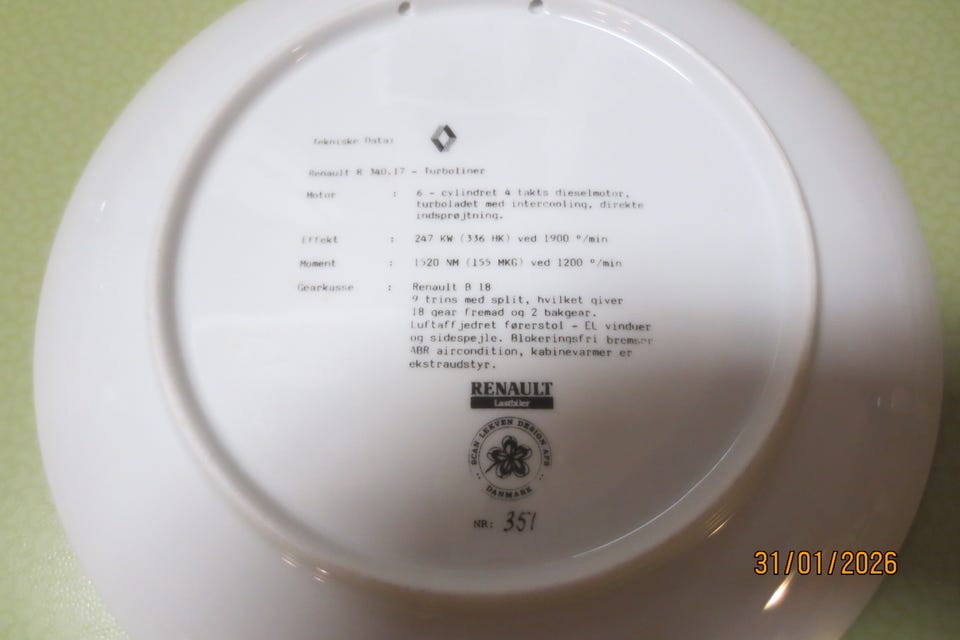 Tekniske Data:
Renault R 340.17 - Turboliner
Motor : 6 - cylindret 4 takts dieselmotor,
turboladet med intercooling, direkte
indsprøjtning.
Effekt : 247 KW (336 HK) ved 1900 º/min
Moment : 1520 NM (155 MKG) ved 1200 º/min
Gearkasse : Renault B 18
9 trins med split, hvilket giver
18 gear fremad og 2 bakgear.
Luftaffjedret førerstol - EL vinduer
og sidespejle. Blokeringsfri bremser
ABR aircondition, kabinevarmer er
ekstraudstyr.
RENAULT
Lastbiler
SCAN LEKVEN DESIGN APS
DANMARK
NR: 351
31/01/2026